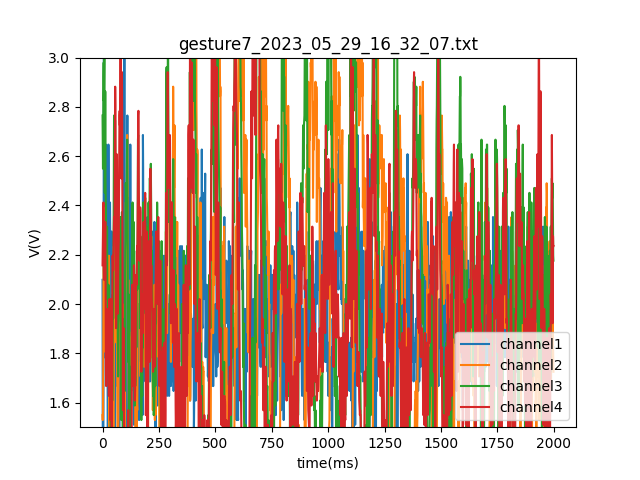 gesture7_2023_05_29_16_32_07.txt
3.0
2.8
2.6
2.4
2.2
2.0
1.8
1.6
V(V)
channel1
channel2
channel3
channel4
0 250 500 750 1000 1250 1500 1750 2000
time(ms)